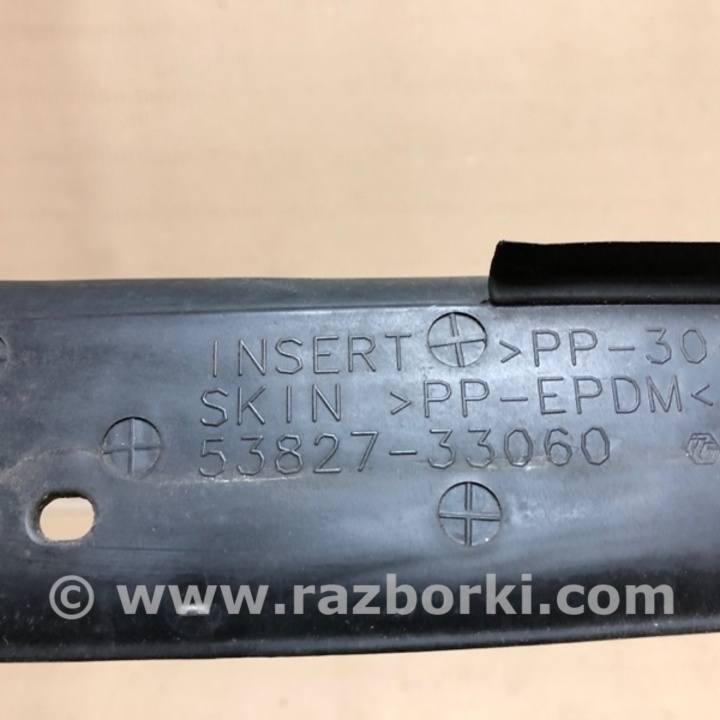 INSERT >PP-30
SKIN >PP-EPDM<
53827-33060
© www.razborki.com